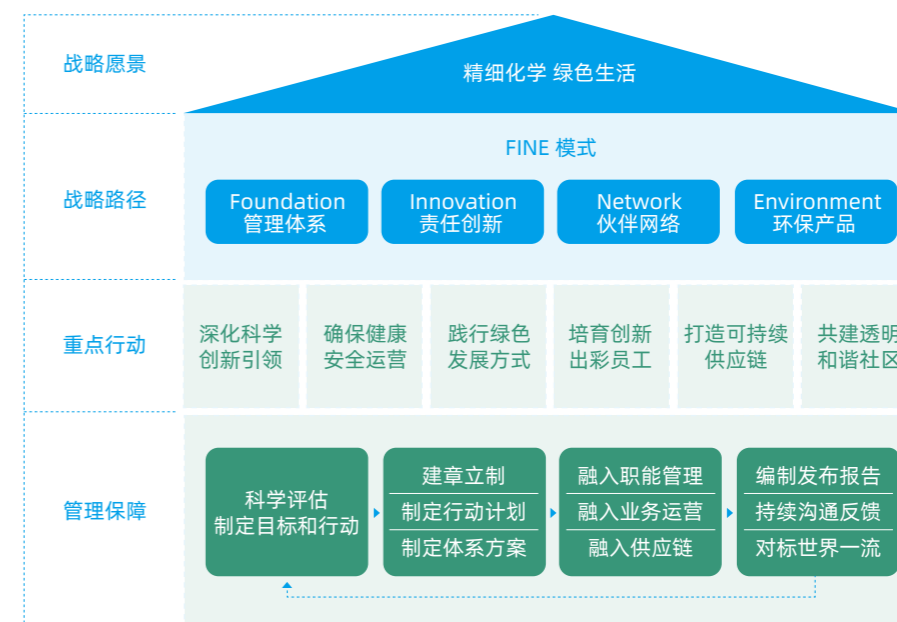 战略愿景
精细化学 绿色生活
战略路径
FINE 模式
Foundation
管理体系
Innovation
责任创新
Network
伙伴网络
Environment
环保产品
重点行动
深化科学
创新引领
确保健康
安全运营
践行绿色
发展方式
培育创新
出彩员工
打造可持续
供应链
共建透明
和谐社区
管理保障
科学评估
制定目标和行动
建章立制
制定行动计划
制定体系方案
融入职能管理
融入业务运营
融入供应链
编制发布报告
持续沟通反馈
对标世界一流